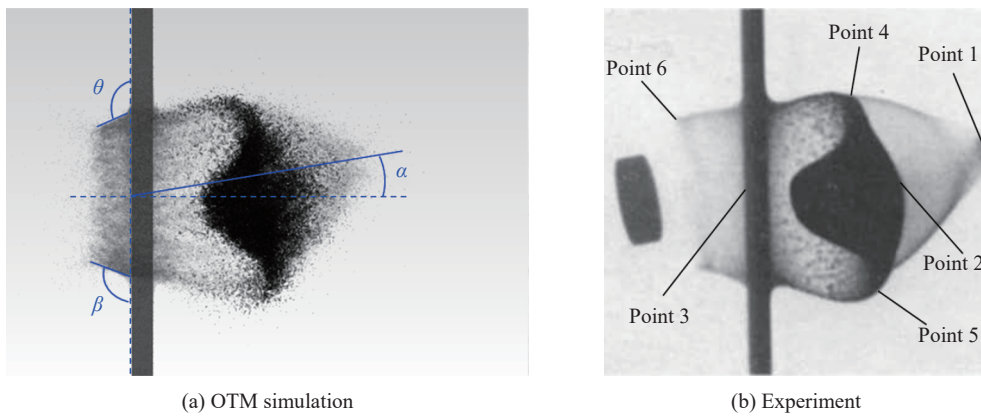 θ
α
β
Point 4
Point 1
Point 6
Point 2
Point 3
Point 5
(a) OTM simulation
(b) Experiment